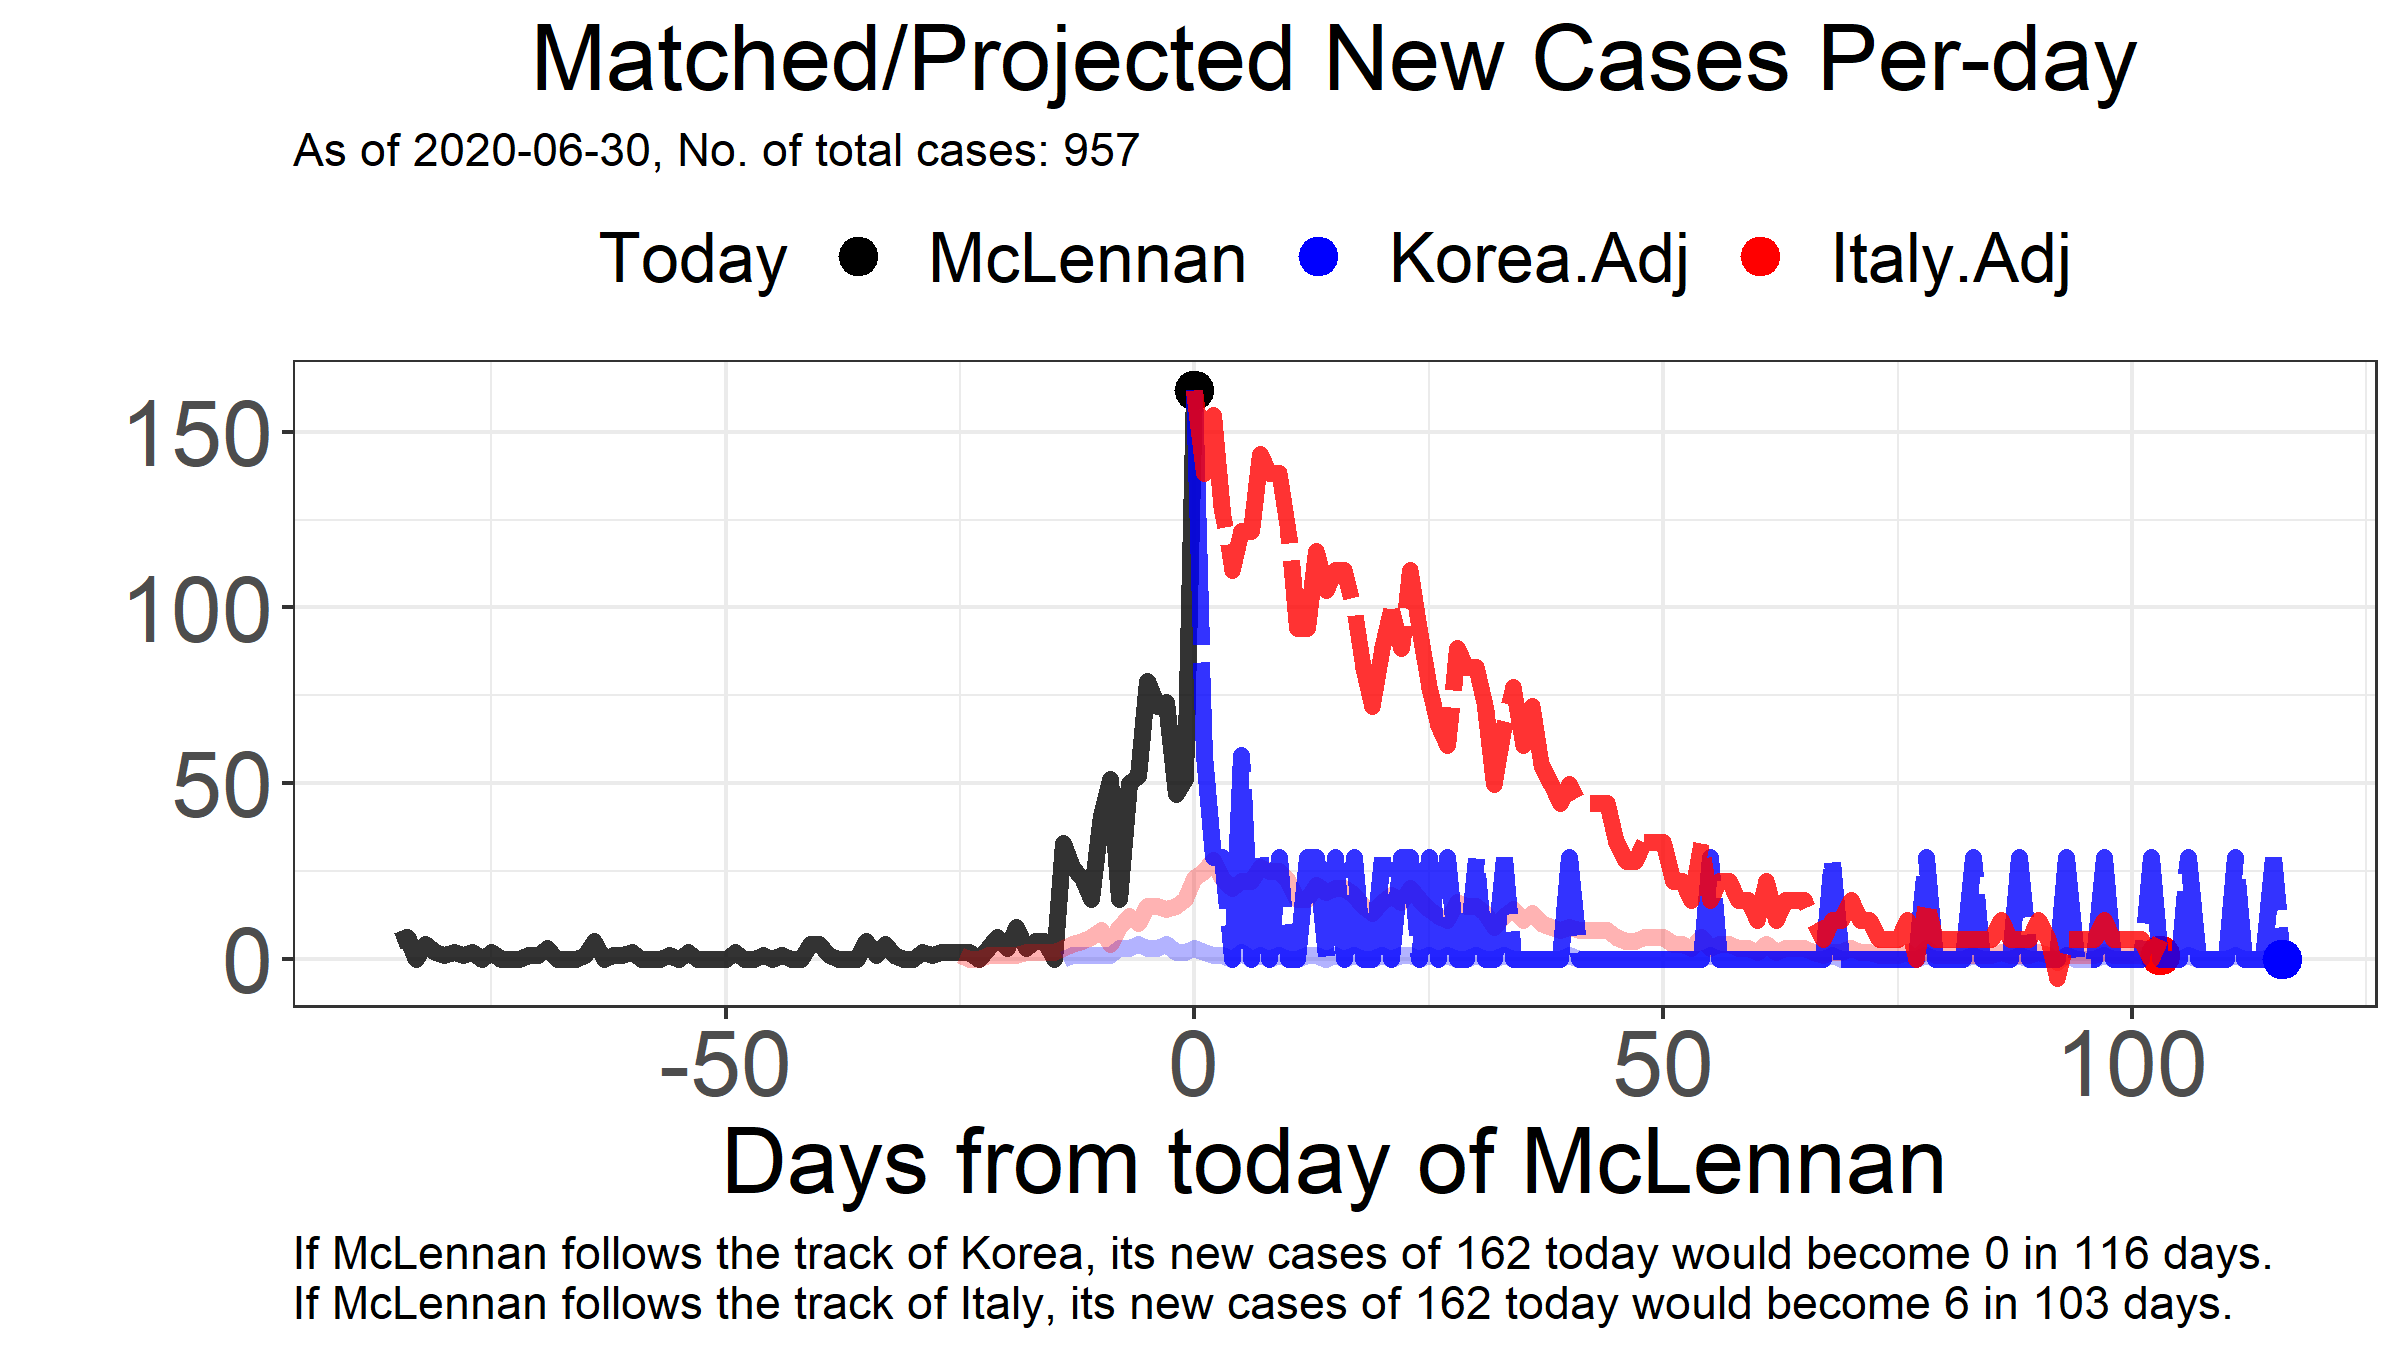 Matched/Projected New Cases Per-day
As of 2020-06-30, No. of total cases: 957
Today McLennan Korea.Adj Italy.Adj
150
100
50
0
-50 0 50 100
Days from today of McLennan
If McLennan follows the track of Korea, its new cases of 162 today would become 0 in 116 days.
If McLennan follows the track of Italy, its new cases of 162 today would become 6 in 103 days.